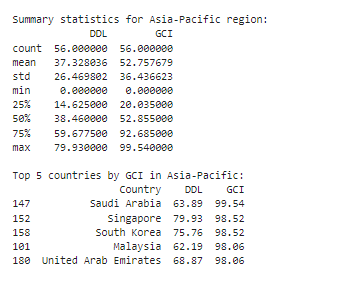 Summary statistics for Asia-Pacific region:
DDL GCI
count 56.000000 56.000000
mean 37.328036 52.757679
std 26.469802 36.436623
min 0.000000 0.000000
25% 14.625000 20.035000
50% 38.460000 52.855000
75% 59.677500 92.685000
max 79.930000 99.540000
Top 5 countries by GCI in Asia-Pacific:
Country DDL GCI
147 Saudi Arabia 63.89 99.54
152 Singapore 79.93 98.52
158 South Korea 75.76 98.52
101 Malaysia 62.19 98.06
180 United Arab Emirates 68.87 98.06